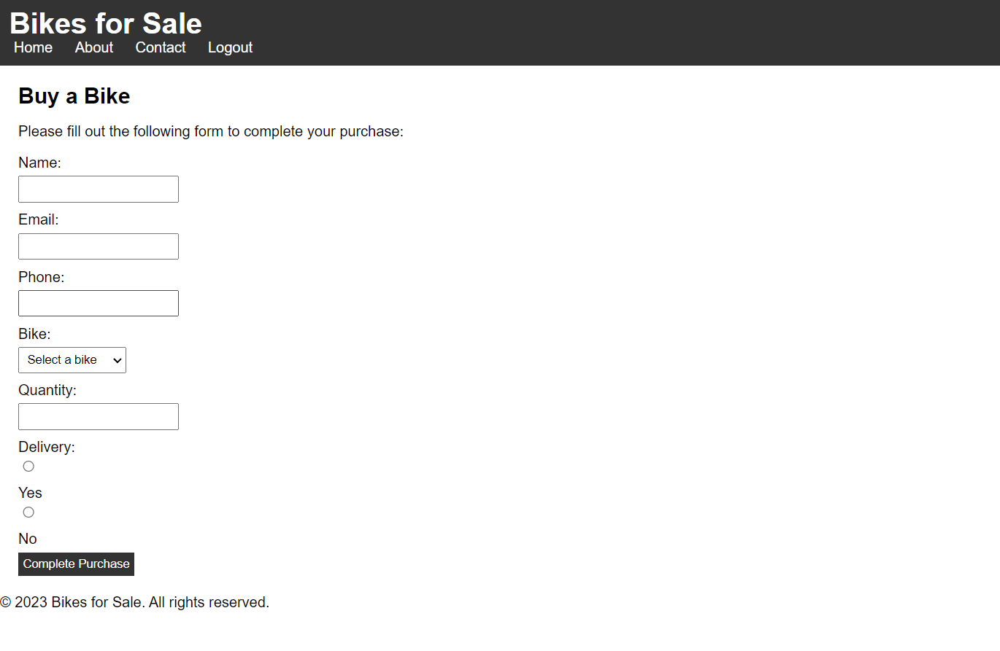 Bikes for Sale
Home About Contact Logout
Buy a Bike
Please fill out the following form to complete your purchase:
Name:
Email:
Phone:
Bike:
Select a bike
Quantity:
Delivery:
Yes
No
Complete Purchase
© 2023 Bikes for Sale. All rights reserved.